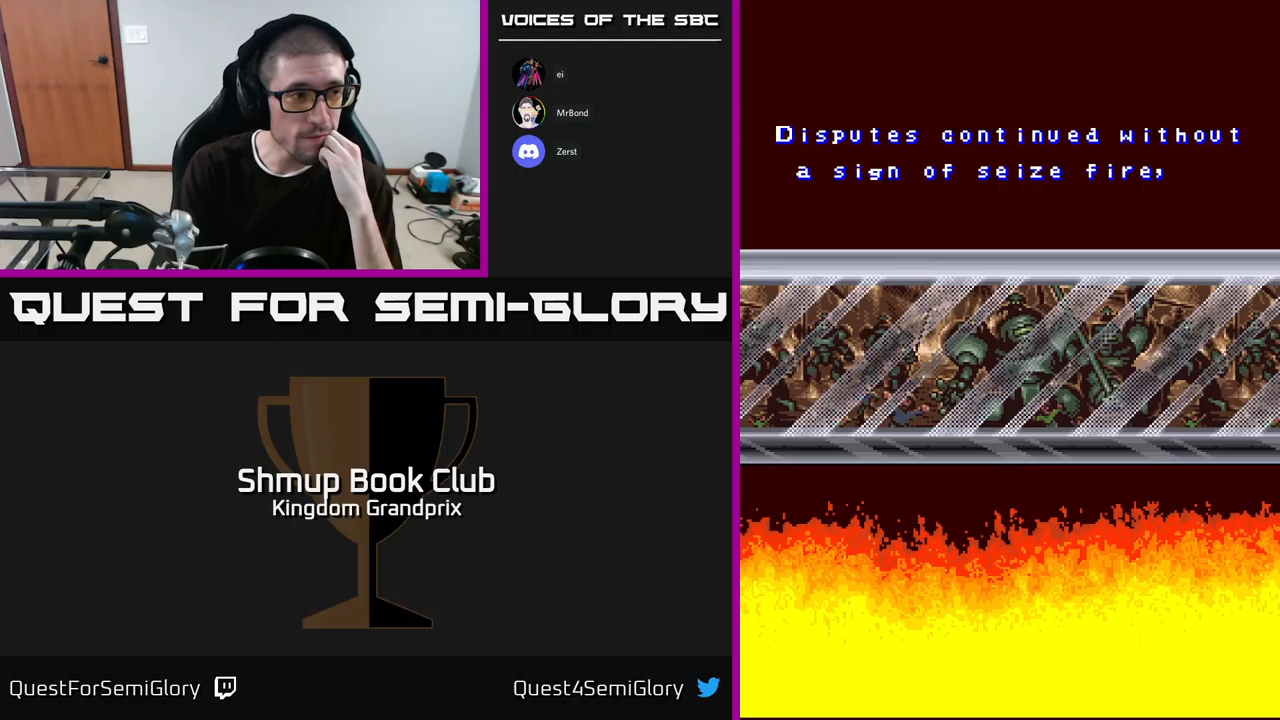 VOICES OF THE SBC
ei
MrBond
Zerst
QUEST FOR SEMI-GLORY
Shmup Book Club
Kingdom Grandprix
QuestForSemiGlory
Quest4SemiGlory
Disputes continued without
a sign of seize fire,